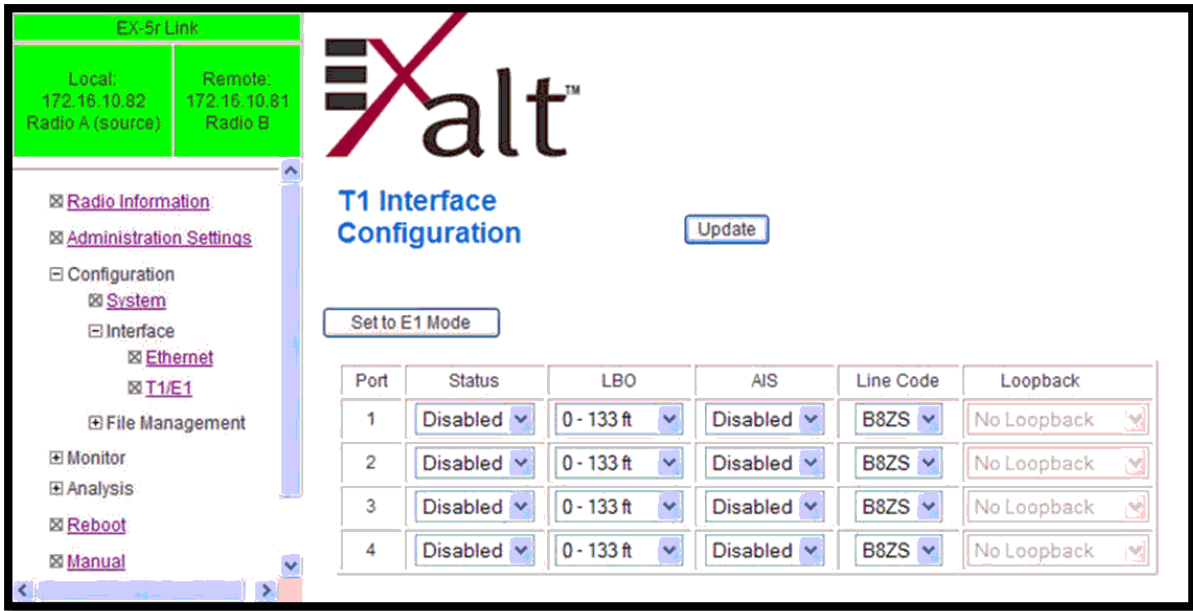 EX-5r Link
Local:
172.16.10.82
Radio A (source)
Remote:
172.16.10.81
Radio B
Radio Information
Administration Settings
Configuration
System
Interface
Ethernet
T1/E1
File Management
Monitor
Analysis
Reboot
Manual
EXalt™
T1 Interface
Configuration
Update
Set to E1 Mode
Port Status LBO AIS Line Code Loopback
1 Disabled 0 - 133 ft Disabled B8ZS No Loopback
2 Disabled 0 - 133 ft Disabled B8ZS No Loopback
3 Disabled 0 - 133 ft Disabled B8ZS No Loopback
4 Disabled 0 - 133 ft Disabled B8ZS No Loopback